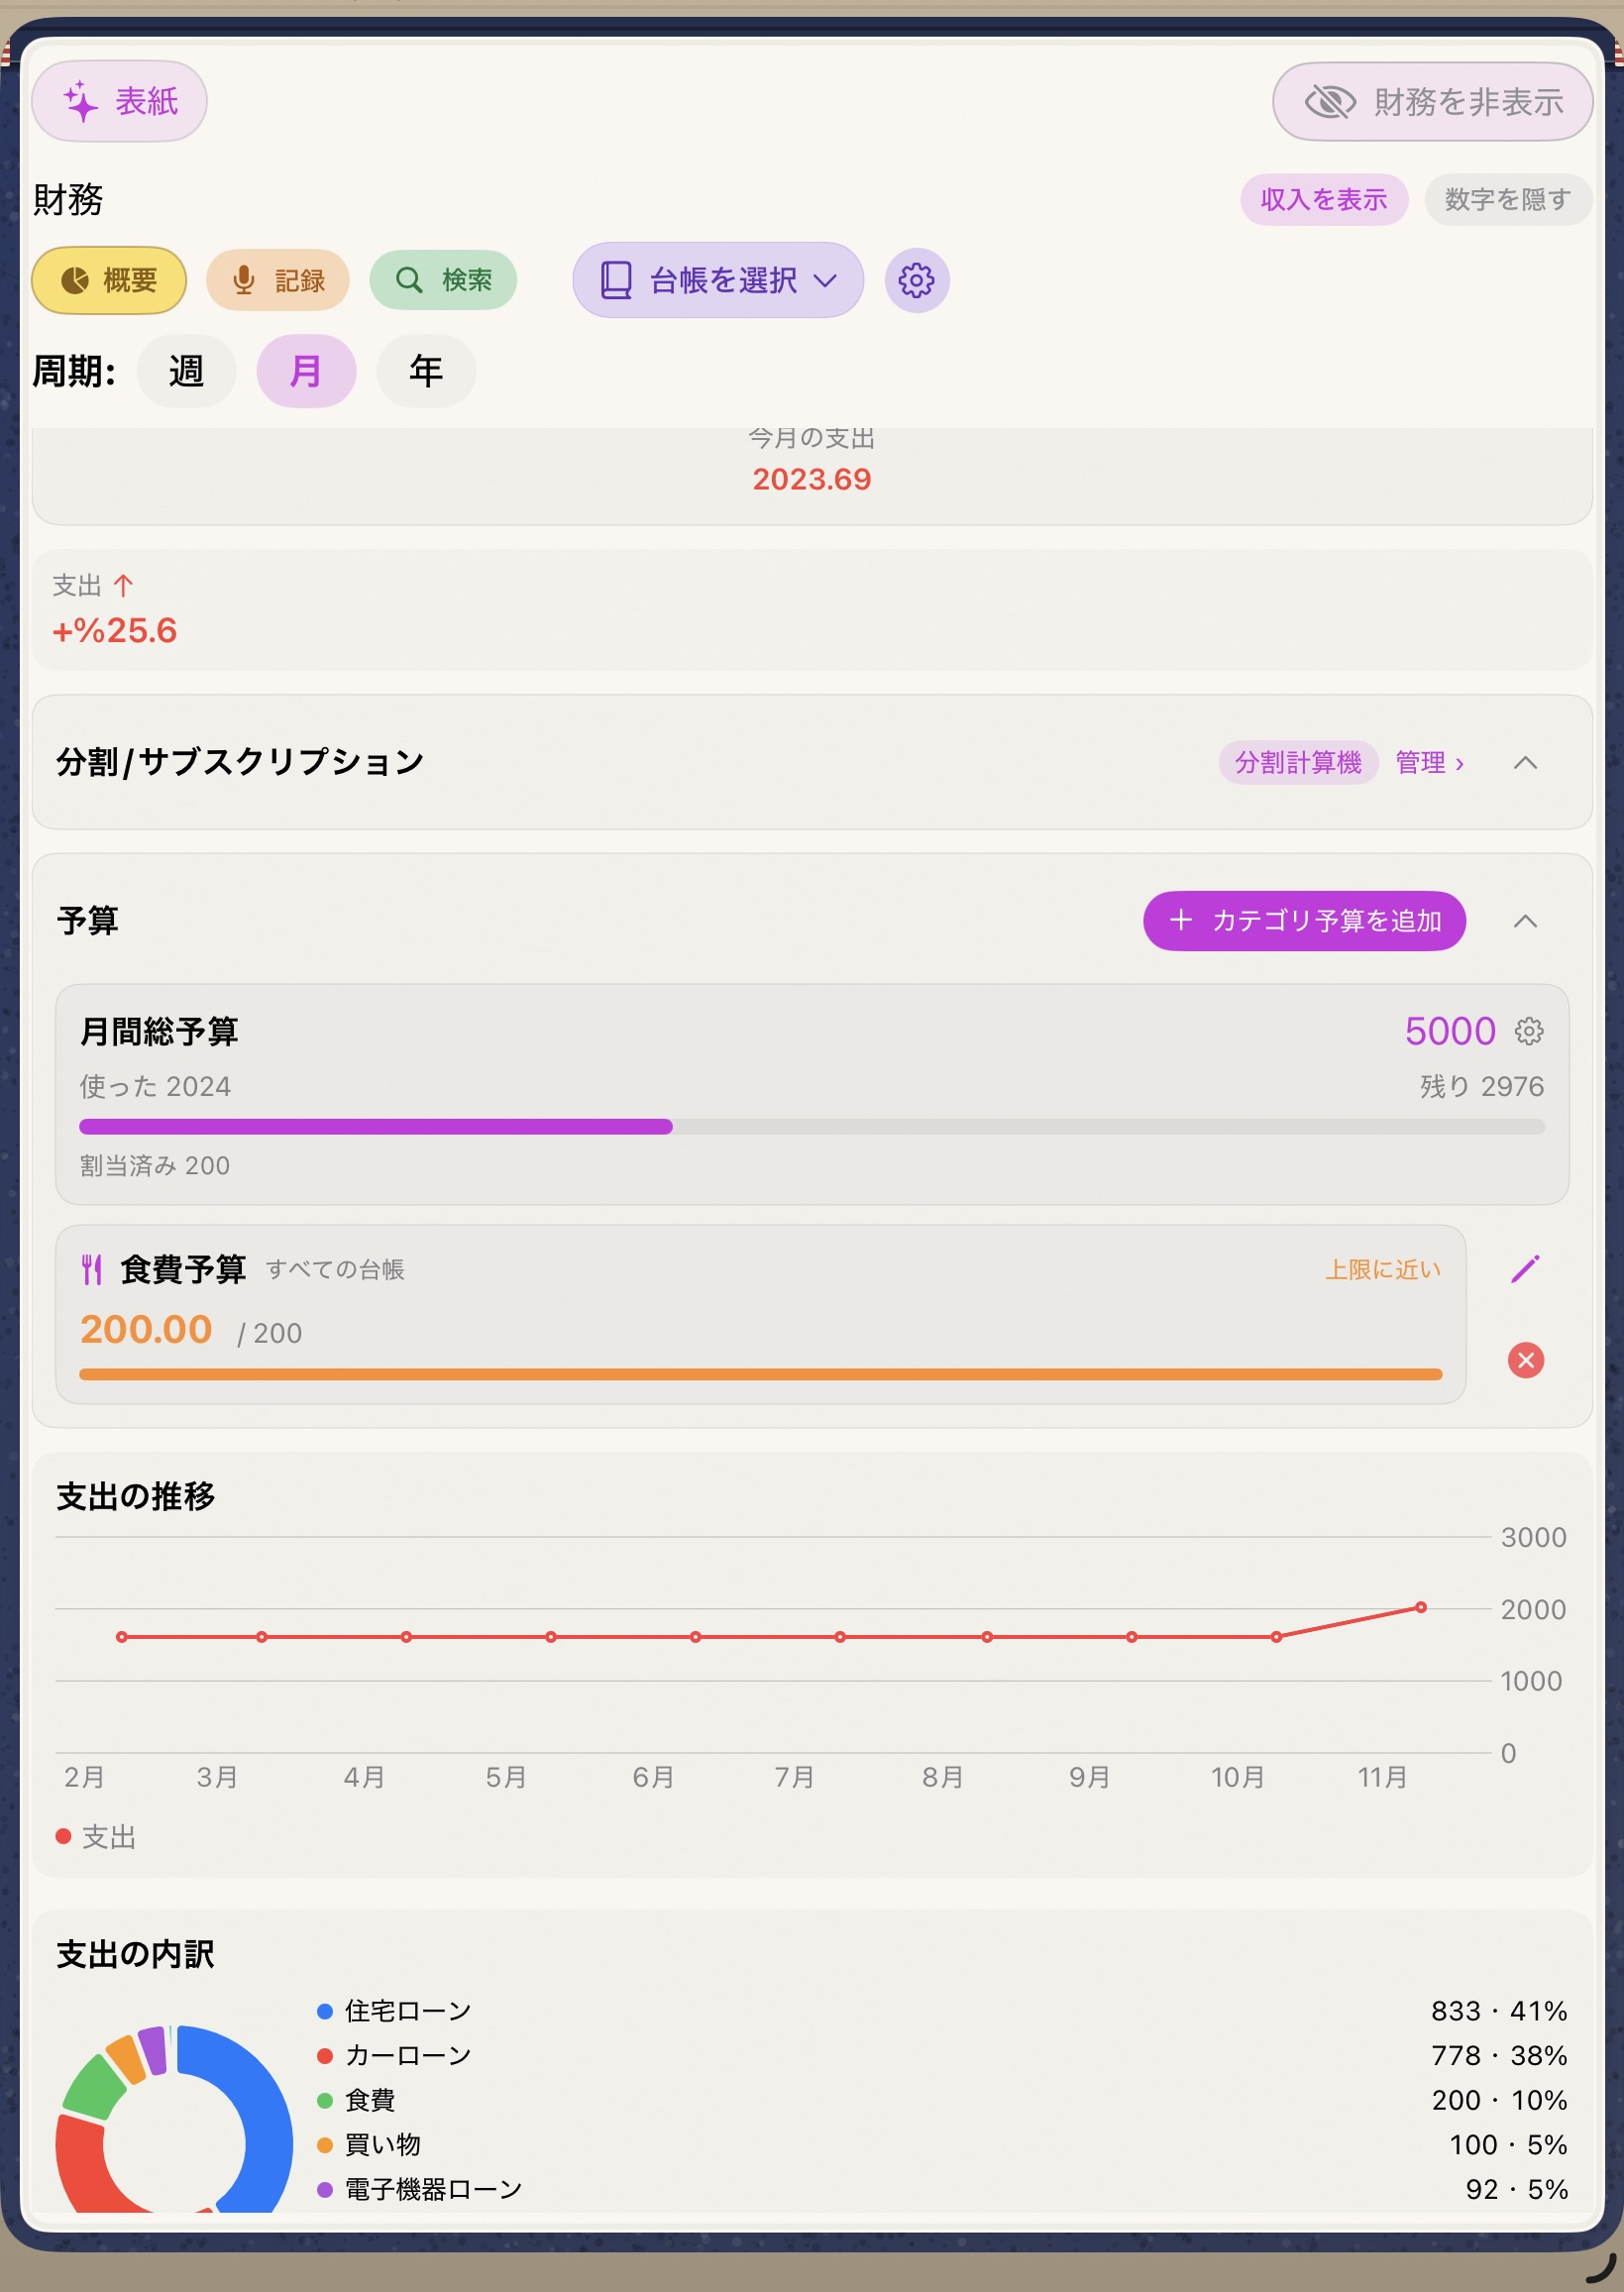 表紙
財務を非表示
財務
収入を表示
数字を隠す
概要
記録
検索
台帳を選択
周期:
週
月
年
今月の支出
2023.69
支出 ↑
+%25.6
分割/サブスクリプション
分割計算機
管理 ›
予算
+ カテゴリ予算を追加
月間総予算
5000
使った 2024
残り 2976
割当済み 200
食費予算 すべての台帳
上限に近い
200.00 / 200
支出の推移
3000
2000
1000
0
2月 3月 4月 5月 6月 7月 8月 9月 10月 11月
支出
支出の内訳
住宅ローン 833 · 41%
カーローン 778 · 38%
食費 200 · 10%
買い物 100 · 5%
電子機器ローン 92 · 5%